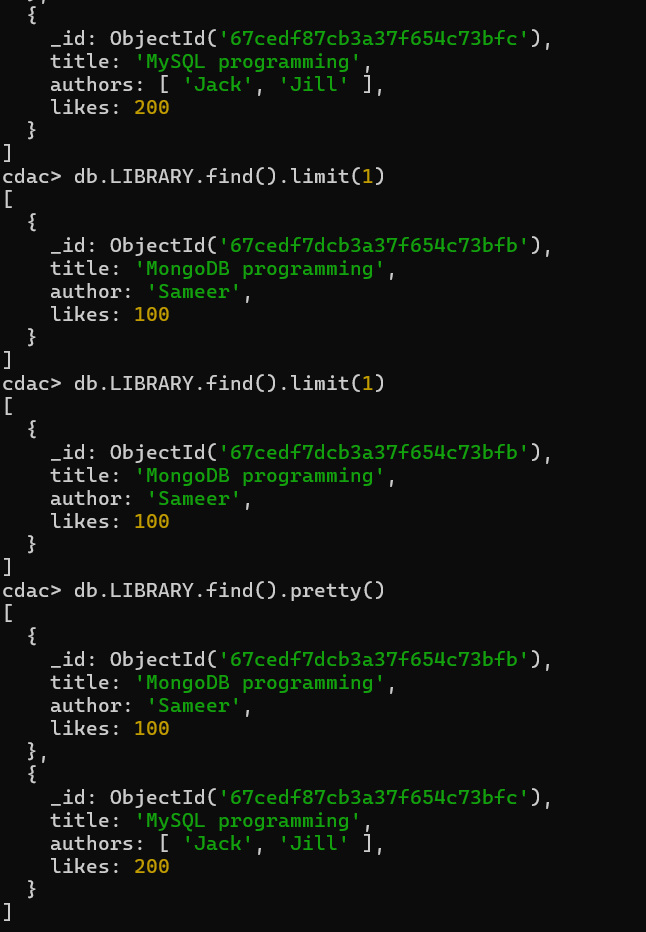 {
_id: ObjectId('67cedf87cb3a37f654c73bfc'),
title: 'MySQL programming',
authors: [ 'Jack', 'Jill' ],
likes: 200
}
]
cdac> db.LIBRARY.find().limit(1)
[
{
_id: ObjectId('67cedf7dcb3a37f654c73bfb'),
title: 'MongoDB programming',
author: 'Sameer',
likes: 100
}
]
cdac> db.LIBRARY.find().limit(1)
[
{
_id: ObjectId('67cedf7dcb3a37f654c73bfb'),
title: 'MongoDB programming',
author: 'Sameer',
likes: 100
}
]
cdac> db.LIBRARY.find().pretty()
[
{
_id: ObjectId('67cedf7dcb3a37f654c73bfb'),
title: 'MongoDB programming',
author: 'Sameer',
likes: 100
},
{
_id: ObjectId('67cedf87cb3a37f654c73bfc'),
title: 'MySQL programming',
authors: [ 'Jack', 'Jill' ],
likes: 200
}
]